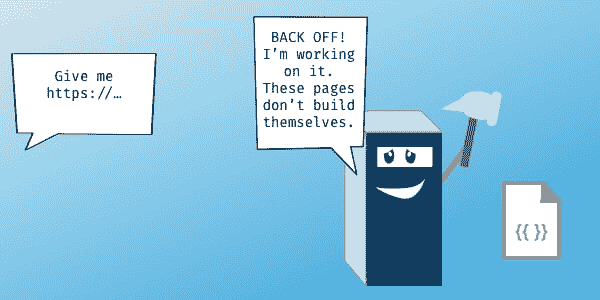 Give me
https://…
BACK OFF!
I’m working
on it.
These pages
don’t build
themselves.
{{ }}